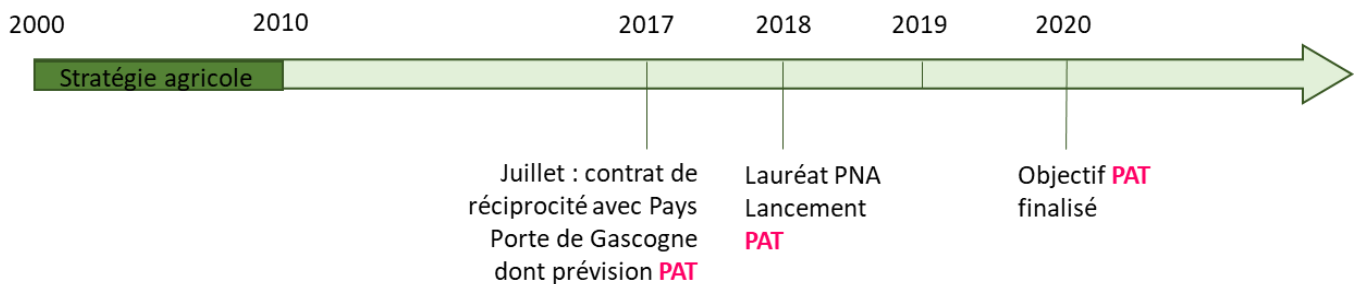 2000 2010 2017 2018 2019 2020
Stratégie agricole
Juillet : contrat de
réciprocité avec Pays
Porte de Gascogne
dont prévision PAT
Lauréat PNA
Lancement
PAT
Objectif PAT
finalisé